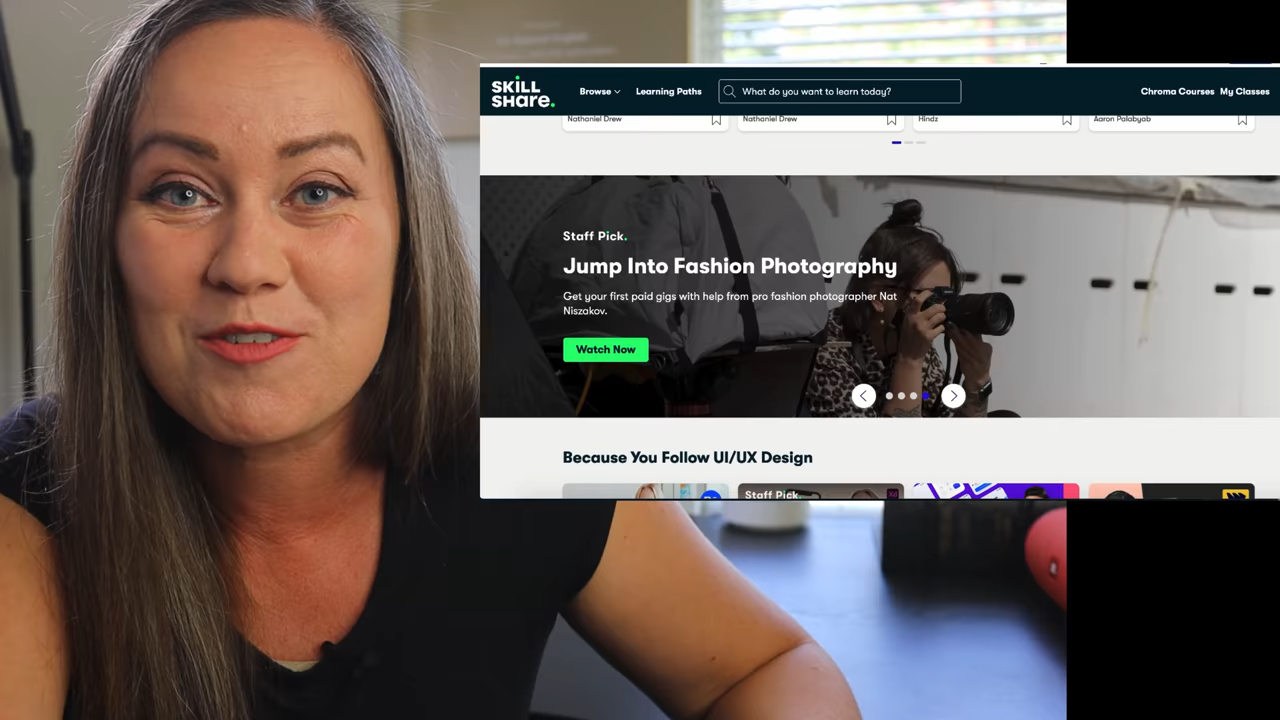 SKILL
SHARE.
Browse
Learning Paths
What do you want to learn today?
Chroma Courses
My Classes
Nathaniel Drew
Nathaniel Drew
Hindz
Aaron Palabyab
Staff Pick.
Jump Into Fashion Photography
Get your first paid gigs with help from pro fashion photographer Nat
Niszakov.
Watch Now
Because You Follow UI/UX Design
Staff Pick.